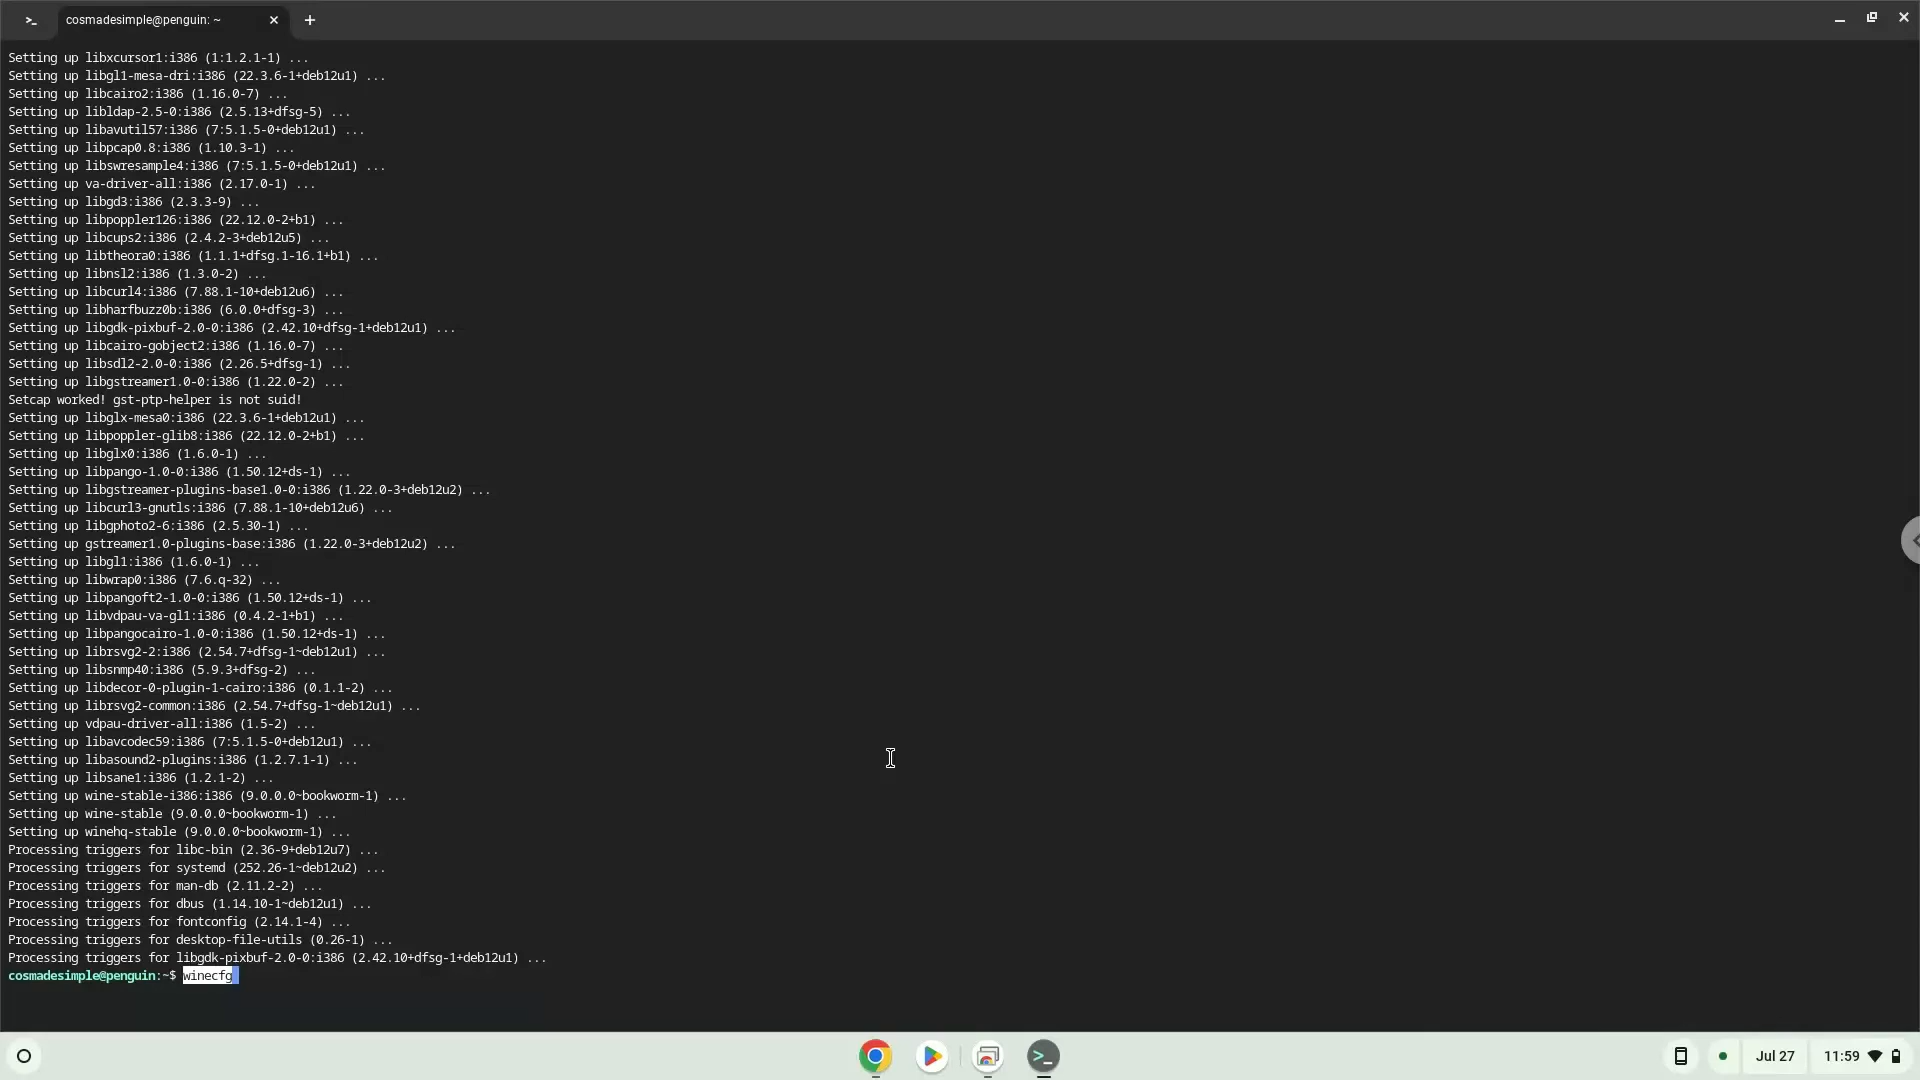 cosmadesimple@penguin: ~
Setting up libxcursor1:i386 (1:1.2.1-1) ...
Setting up libgl1-mesa-dri:i386 (22.3.6-1+deb12u1) ...
Setting up libcairo2:i386 (1.16.0-7) ...
Setting up libldap-2.5-0:i386 (2.5.13+dfsg-5) ...
Setting up libavutil57:i386 (7:5.1.5-0+deb12u1) ...
Setting up libpcap0.8:i386 (1.10.3-1) ...
Setting up libswresample4:i386 (7:5.1.5-0+deb12u1) ...
Setting up va-driver-all:i386 (2.17.0-1) ...
Setting up libgd3:i386 (2.3.3-9) ...
Setting up libpoppler126:i386 (22.12.0-2+b1) ...
Setting up libcups2:i386 (2.4.2-3+deb12u5) ...
Setting up libtheora0:i386 (1.1.1+dfsg.1-16.1+b1) ...
Setting up libnsl2:i386 (1.3.0-2) ...
Setting up libcurl4:i386 (7.88.1-10+deb12u6) ...
Setting up libharfbuzz0b:i386 (6.0.0+dfsg-3) ...
Setting up libgdk-pixbuf-2.0-0:i386 (2.42.10+dfsg-1+deb12u1) ...
Setting up libcairo-gobject2:i386 (1.16.0-7) ...
Setting up libsdl2-2.0-0:i386 (2.26.5+dfsg-1) ...
Setting up libgstreamer1.0-0:i386 (1.22.0-2) ...
Setcap worked! gst-ptp-helper is not suid!
Setting up libglx-mesa0:i386 (22.3.6-1+deb12u1) ...
Setting up libpoppler-glib8:i386 (22.12.0-2+b1) ...
Setting up libglx0:i386 (1.6.0-1) ...
Setting up libpango-1.0-0:i386 (1.50.12+ds-1) ...
Setting up libgstreamer-plugins-base1.0-0:i386 (1.22.0-3+deb12u2) ...
Setting up libcurl3-gnutls:i386 (7.88.1-10+deb12u6) ...
Setting up libgphoto2-6:i386 (2.5.30-1) ...
Setting up gstreamer1.0-plugins-base:i386 (1.22.0-3+deb12u2) ...
Setting up libgl1:i386 (1.6.0-1) ...
Setting up libwrap0:i386 (7.6.q-32) ...
Setting up libpangoft2-1.0-0:i386 (1.50.12+ds-1) ...
Setting up libvdpau-va-gl1:i386 (0.4.2-1+b1) ...
Setting up libpangocairo-1.0-0:i386 (1.50.12+ds-1) ...
Setting up librsvg2-2:i386 (2.54.7+dfsg-1~deb12u1) ...
Setting up libsnmp40:i386 (5.9.3+dfsg-2) ...
Setting up libdecor-0-plugin-1-cairo:i386 (0.1.1-2) ...
Setting up librsvg2-common:i386 (2.54.7+dfsg-1~deb12u1) ...
Setting up vdpau-driver-all:i386 (1.5-2) ...
Setting up libavcodec59:i386 (7:5.1.5-0+deb12u1) ...
Setting up libasound2-plugins:i386 (1.2.7.1-1) ...
Setting up libsane1:i386 (1.2.1-2) ...
Setting up wine-stable-i386:i386 (9.0.0.0~bookworm-1) ...
Setting up wine-stable (9.0.0.0~bookworm-1) ...
Setting up winehq-stable (9.0.0.0~bookworm-1) ...
Processing triggers for libc-bin (2.36-9+deb12u7) ...
Processing triggers for systemd (252.26-1~deb12u2) ...
Processing triggers for man-db (2.11.2-2) ...
Processing triggers for dbus (1.14.10-1~deb12u1) ...
Processing triggers for fontconfig (2.14.1-4) ...
Processing triggers for desktop-file-utils (0.26-1) ...
Processing triggers for libgdk-pixbuf-2.0-0:i386 (2.42.10+dfsg-1+deb12u1) ...
cosmadesimple@penguin:~$ winecfg
Jul 27 11:59